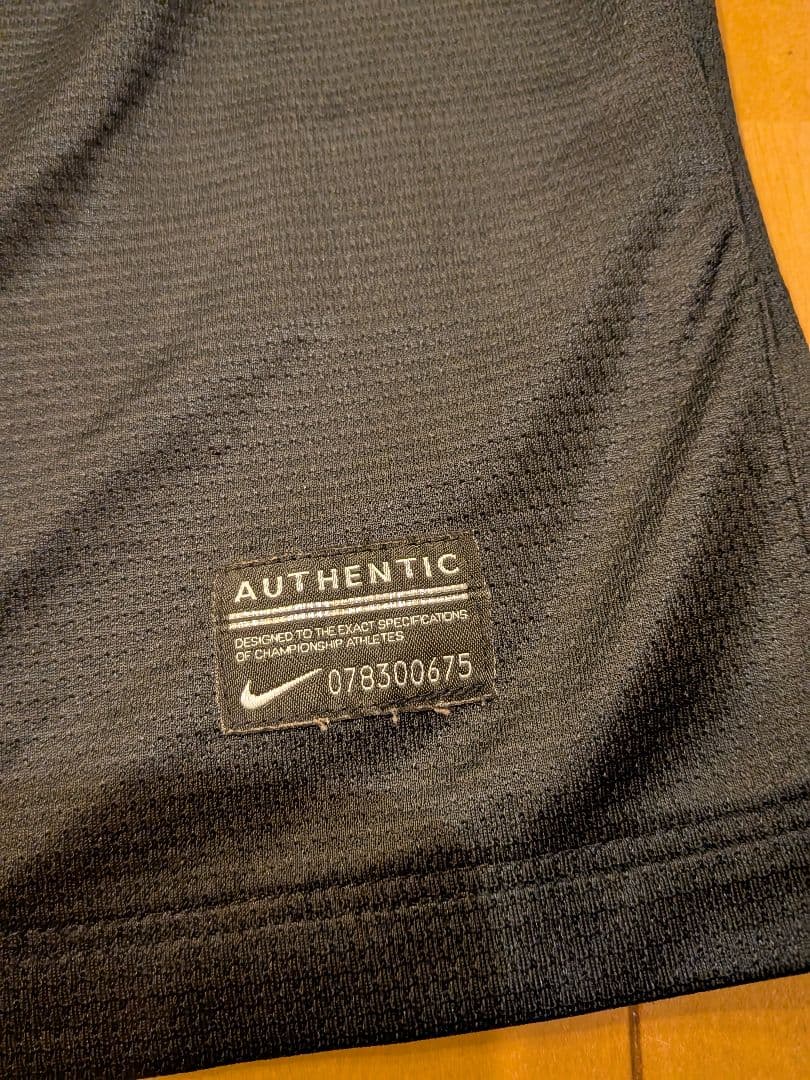 AUTHENTIC
DESIGNED TO THE EXACT SPECIFICATIONS
OF CHAMPIONSHIP ATHLETES
078300675